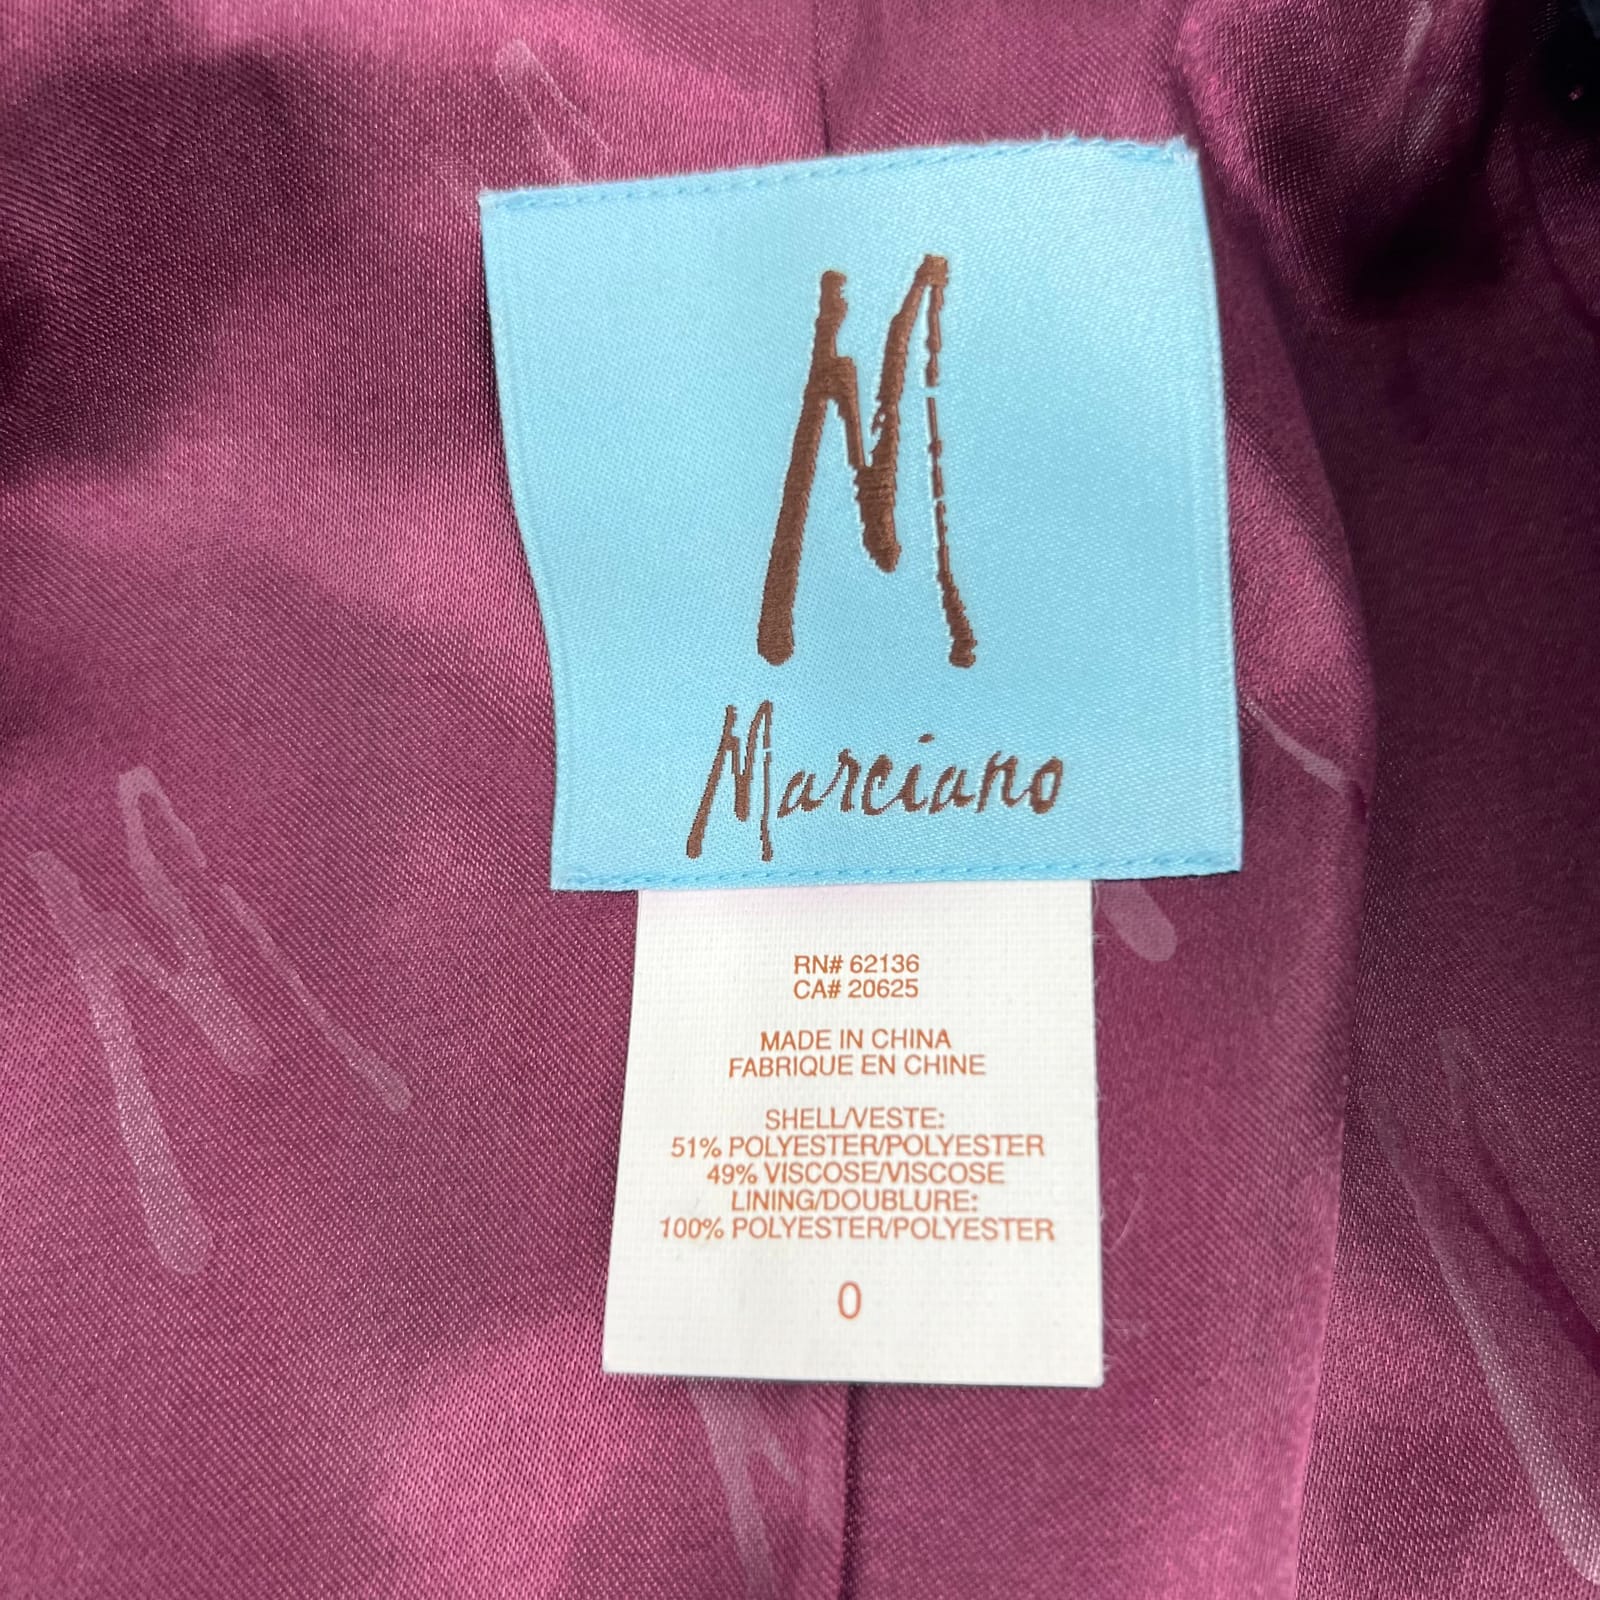 M
Marciano
RN# 62136
CA# 20625
MADE IN CHINA
FABRIQUE EN CHINE
SHELL/VESTE:
51% POLYESTER/POLYESTER
49% VISCOSE/VISCOSE
LINING/DOUBLURE:
100% POLYESTER/POLYESTER
0